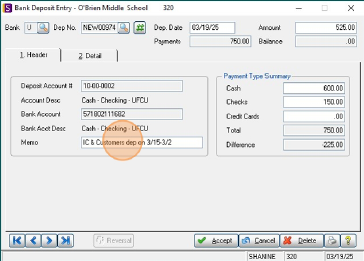 Bank Deposit Entry - O'Brien Middle School 320
Bank U Dep No. NEW00974 Dep. Date 03/19/25 Amount 525.00
Payments 750.00 Balance .00
1. Header 2. Detail
Deposit Account # 10-00-0002
Account Desc Cash - Checking - UFCU
Bank Account 571802111682
Bank Acct Desc Cash - Checking - UFCU
Memo IC & Customers dep on 3/15-3/2
Payment Type Summary
Cash 600.00
Checks 150.00
Credit Cards .00
Total 750.00
Difference -225.00
Reversal Accept Cancel Delete
SHANINE 320 03/19/25